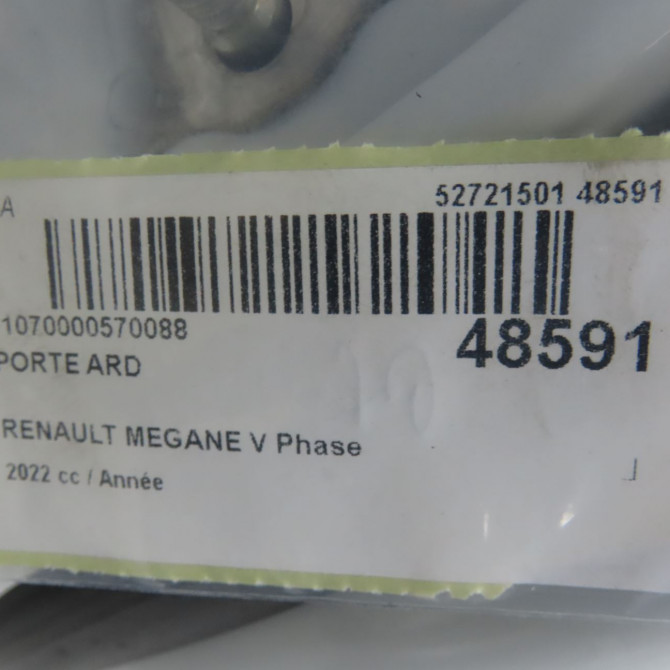 A 52721501 48591
1070000570088 48591
PORTE ARD
RENAULT MEGANE V Phase
2022 cc / Année